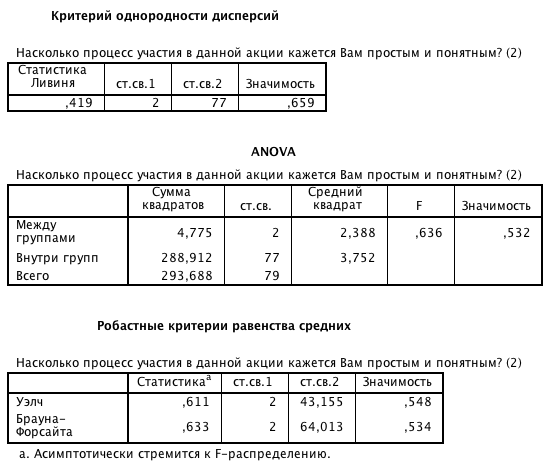 Критерий однородности дисперсий
Насколько процесс участия в данной акции кажется Вам простым и понятным? (2)
Статистика Ливиня ст.св.1 ст.св.2 Значимость
,419 2 77 ,659
ANOVA
Насколько процесс участия в данной акции кажется Вам простым и понятным? (2)
Сумма квадратов ст.св. Средний квадрат F Значимость
Между группами 4,775 2 2,388 ,636 ,532
Внутри групп 288,912 77 3,752
Всего 293,688 79
Робастные критерии равенства средних
Насколько процесс участия в данной акции кажется Вам простым и понятным? (2)
Статистикаa ст.св.1 ст.св.2 Значимость
Уэлч ,611 2 43,155 ,548
Брауна-Форсайта ,633 2 64,013 ,534
a. Асимптотически стремится к F-распределению.